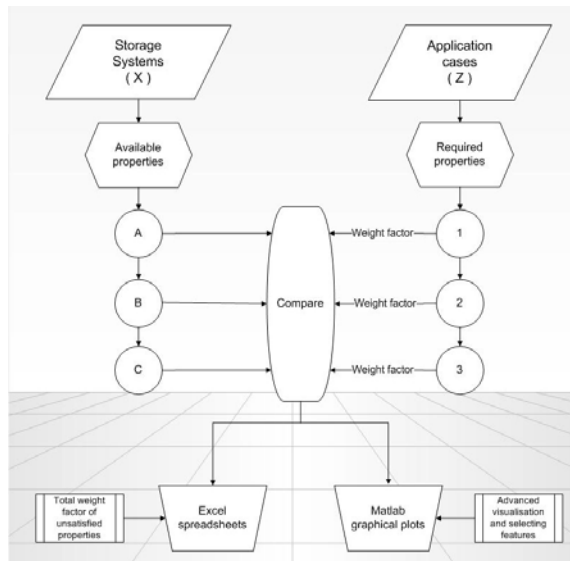 Storage
Systems
( X )
Application
cases
( Z )
Available
properties
Required
properties
A
Weight factor
1
B
Compare
Weight factor
2
C
Weight factor
3
Total weight
factor of
unsatisfied
properties
Excel
spreadsheets
Matlab
graphical plots
Advanced
visualisation
and selecting
features